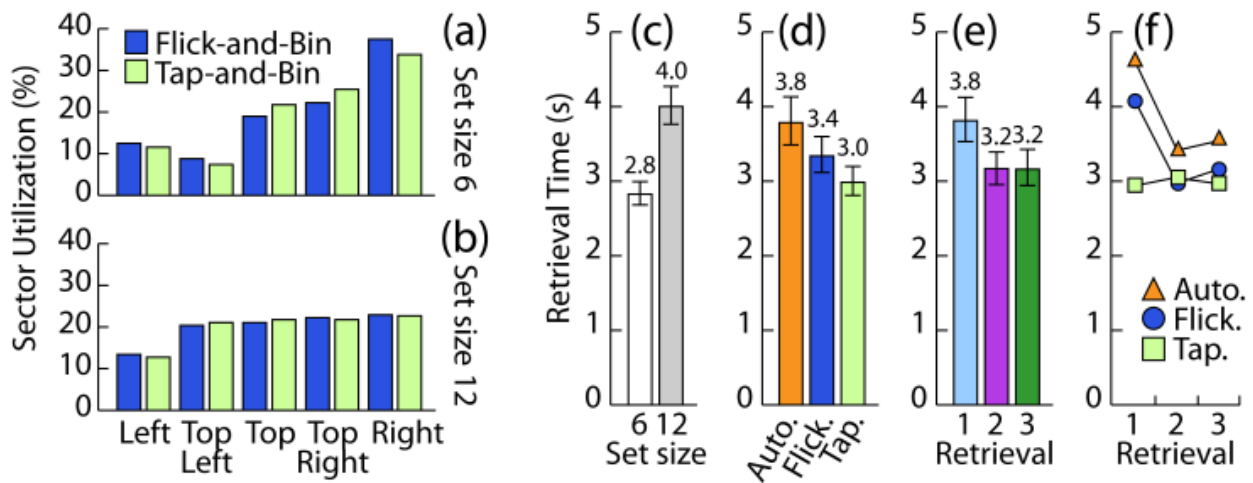 Sector Utilization (%)
(a)
Set size 6
Flick-and-Bin
Tap-and-Bin
40
30
20
10
0
(b)
Set size 12
40
30
20
10
0
Left
Top Left
Top
Top Right
Right
Retrieval Time (s)
(c)
5
4
3
2
1
0
2.8
4.0
6 12
Set size
(d)
5
4
3
2
1
0
3.8
3.4
3.0
Auto.
Flick.
Tap.
(e)
5
4
3
2
1
0
3.8
3.2
3.2
1 2 3
Retrieval
(f)
5
4
3
2
1
0
Auto.
Flick.
Tap.
1 2 3
Retrieval